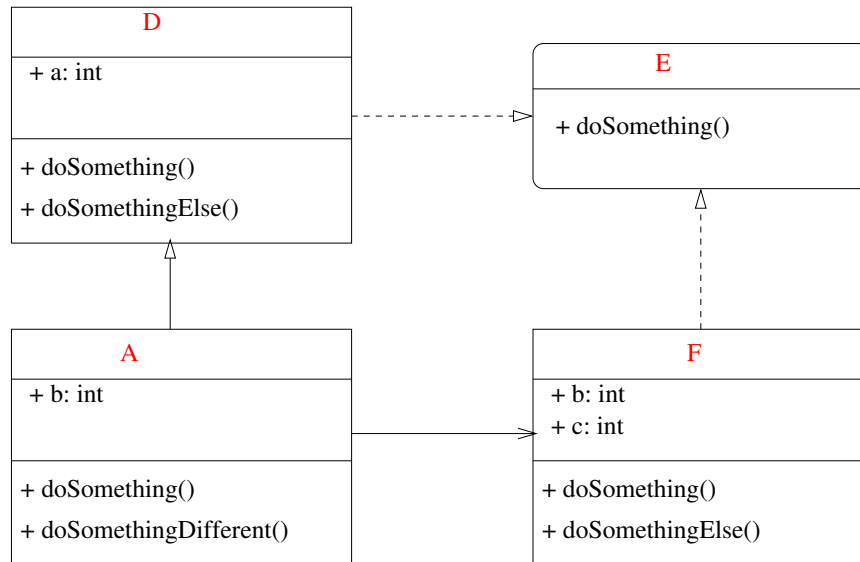 D
+ a: int
+ doSomething()
+ doSomethingElse()
E
+ doSomething()
A
+ b: int
+ doSomething()
+ doSomethingDifferent()
F
+ b: int
+ c: int
+ doSomething()
+ doSomethingElse()